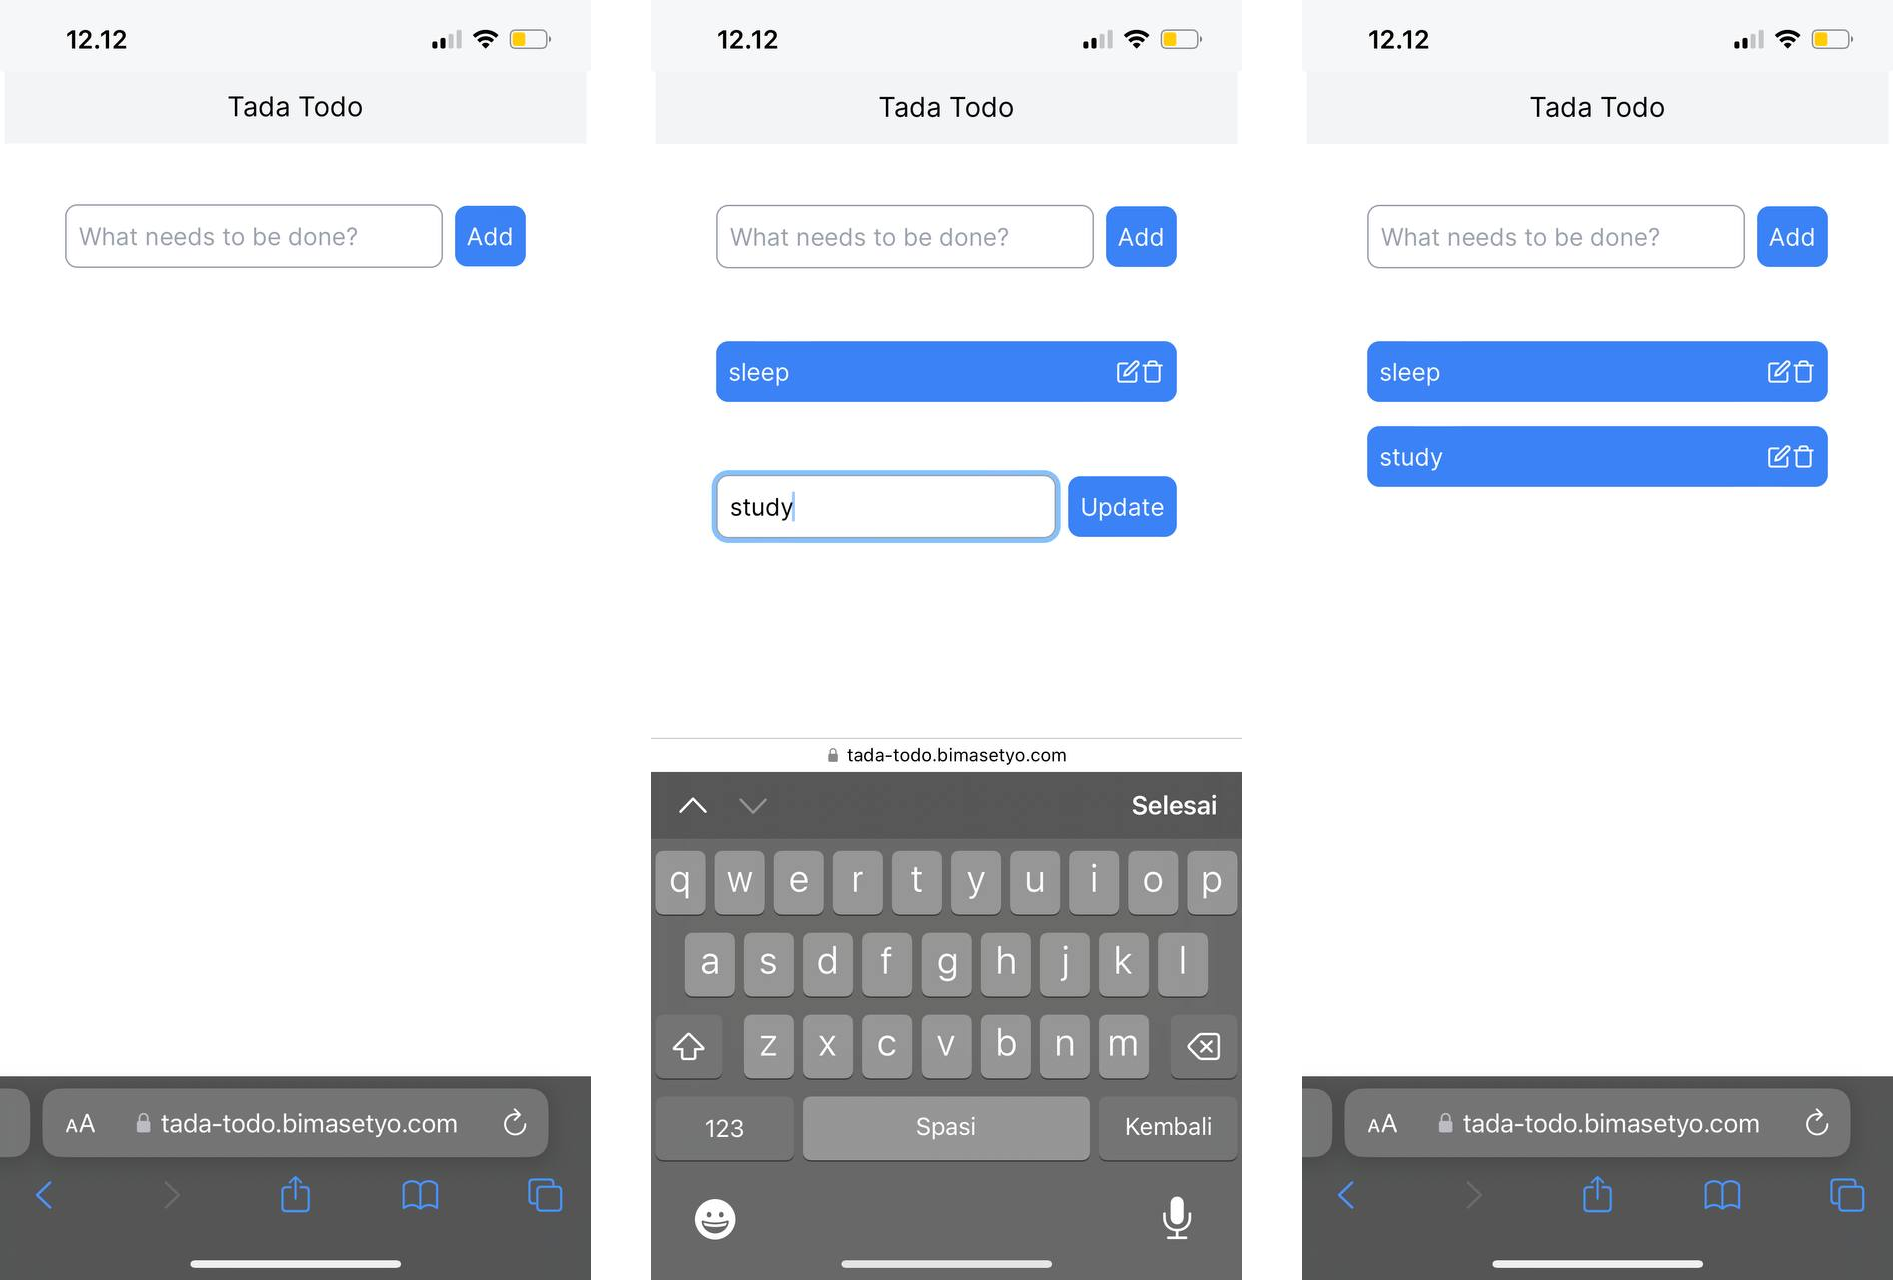 12.12
Tada Todo
What needs to be done?
Add
AA
tada-todo.bimasetyo.com
12.12
Tada Todo
What needs to be done?
Add
sleep
study
Update
tada-todo.bimasetyo.com
Selesai
q w e r t y u i o p
a s d f g h j k l
z x c v b n m
123 Spasi Kembali
12.12
Tada Todo
What needs to be done?
Add
sleep
study
AA
tada-todo.bimasetyo.com